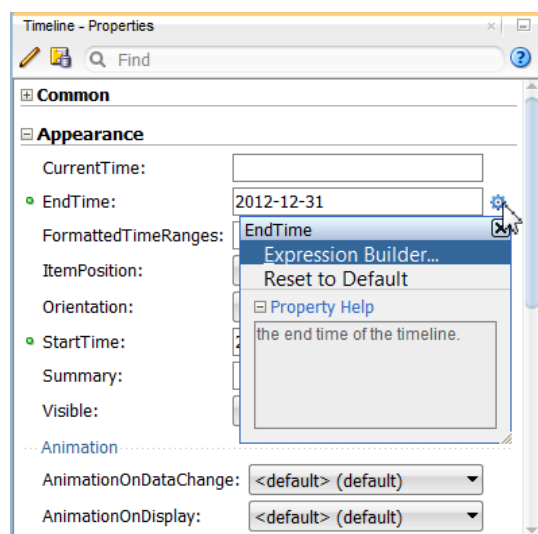 Timeline - Properties
Find
Common
Appearance
CurrentTime:
EndTime: 2012-12-31
FormattedTimeRanges:
EndTime
Expression Builder...
Reset to Default
Property Help
the end time of the timeline.
ItemPosition:
Orientation:
StartTime:
Summary:
Visible:
Animation
AnimationOnDataChange: <default> (default)
AnimationOnDisplay: <default> (default)